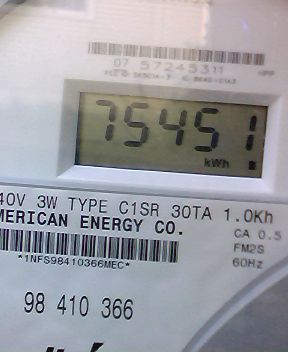 07 57245311
75451
kWh
40V 3W TYPE C1SR 30TA 1.0Kh
MERICAN ENERGY CO. CA 0.5
FM2S
*1NFS98410366MEC* 60Hz
98 410 366